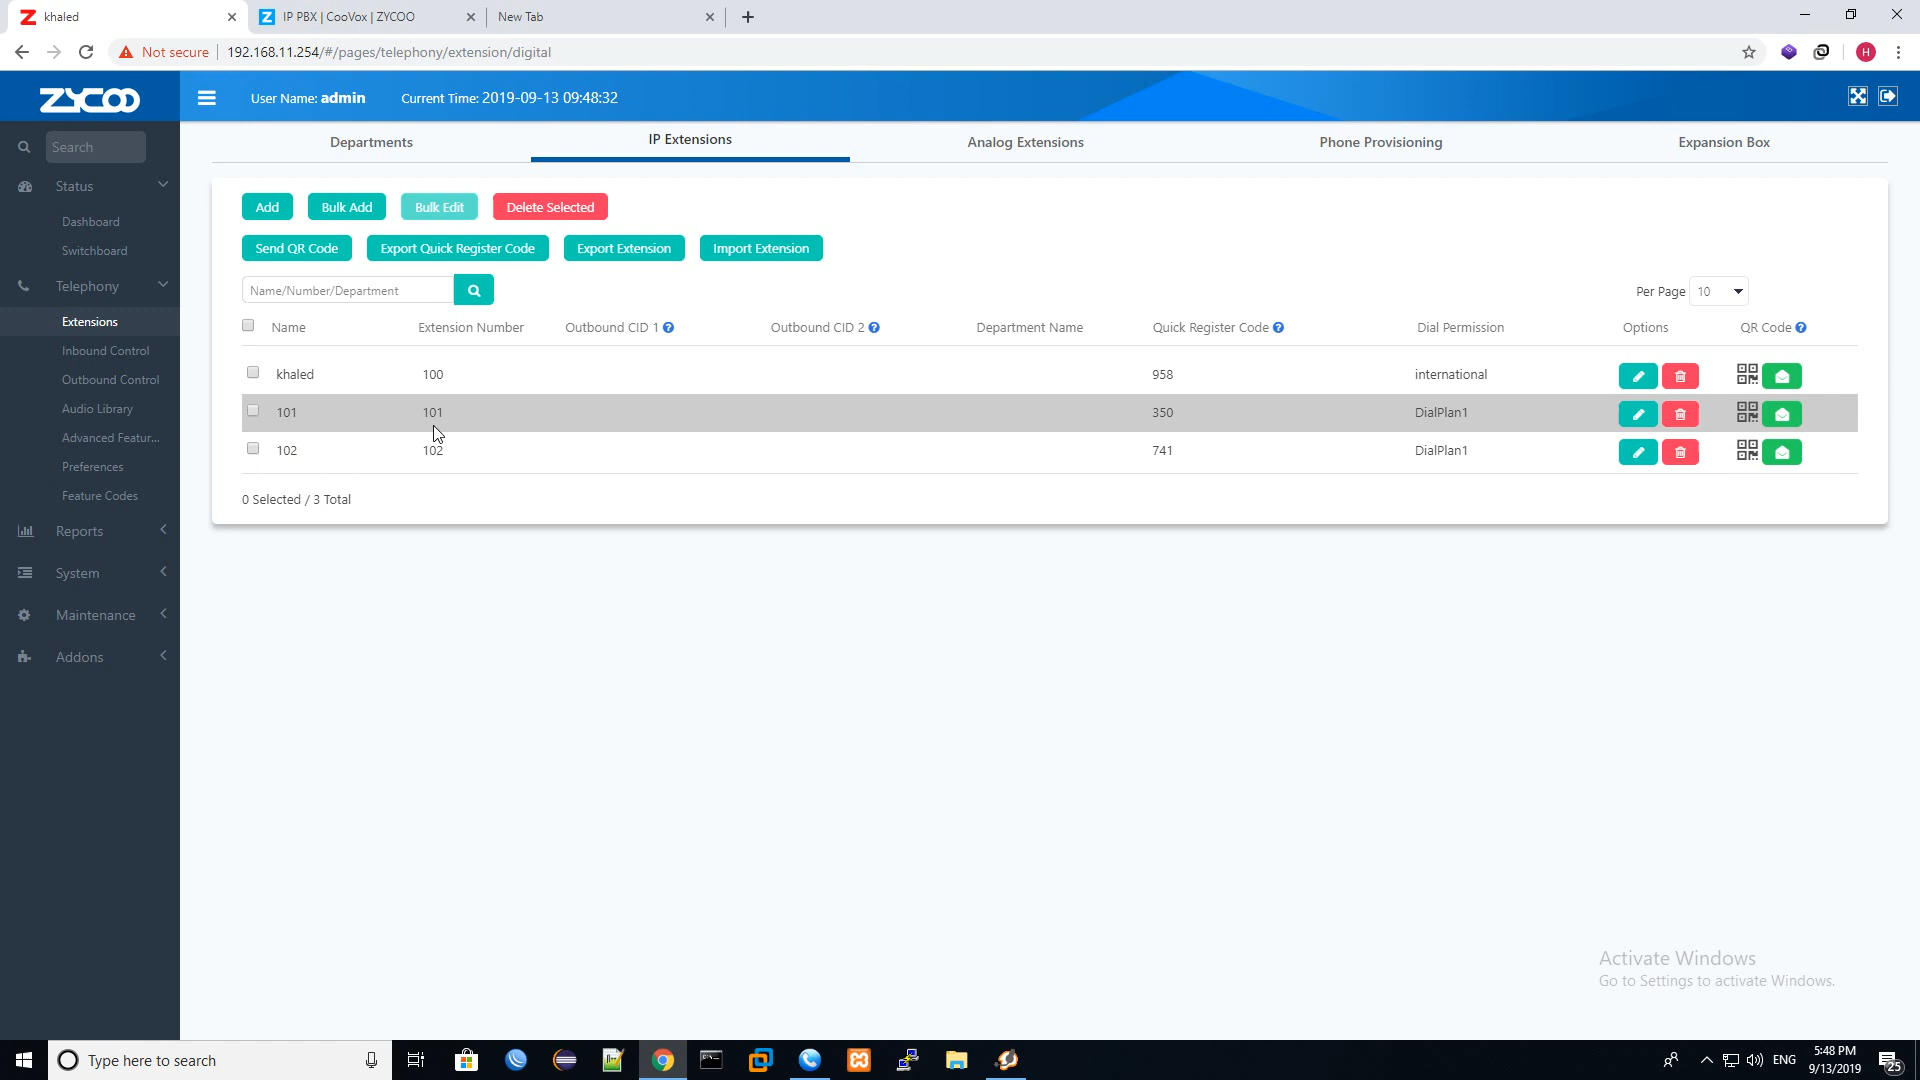 khaled
IP PBX | CooVox | ZYCOO
New Tab
Not secure
192.168.11.254/#/pages/telephony/extension/digital
H
ZYCOO
User Name: admin
Current Time: 2019-09-13 09:48:32
Search
Status
Dashboard
Switchboard
Telephony
Extensions
Inbound Control
Outbound Control
Audio Library
Advanced Featur...
Preferences
Feature Codes
Reports
System
Maintenance
Addons
Departments
IP Extensions
Analog Extensions
Phone Provisioning
Expansion Box
Add
Bulk Add
Bulk Edit
Delete Selected
Send QR Code
Export Quick Register Code
Export Extension
Import Extension
Name/Number/Department
Per Page 10
Name Extension Number Outbound CID 1 Outbound CID 2 Department Name Quick Register Code Dial Permission Options QR Code
khaled 100 958 international
101 101 350 DialPlan1
102 102 741 DialPlan1
0 Selected / 3 Total
Activate Windows
Go to Settings to activate Windows.
Type here to search
ENG
5:48 PM
9/13/2019
25